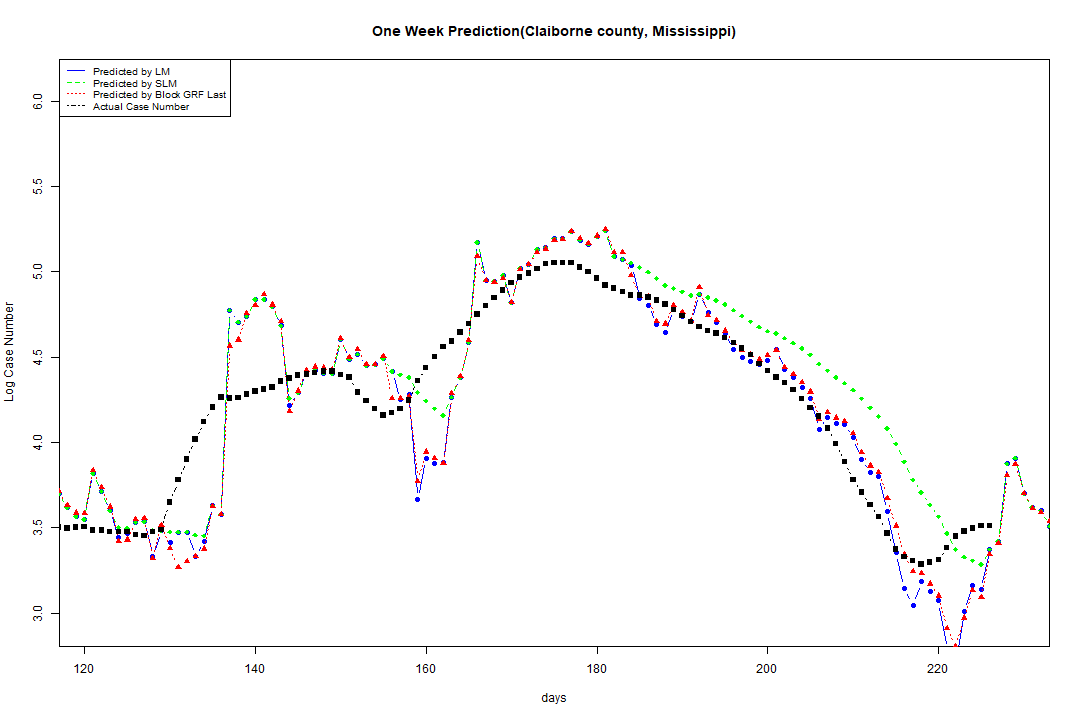 One Week Prediction(Claiborne county, Mississippi)
Predicted by LM
Predicted by SLM
Predicted by Block GRF Last
Actual Case Number
6.0
5.5
5.0
4.5
4.0
3.5
3.0
Log Case Number
120 140 160 180 200 220
days